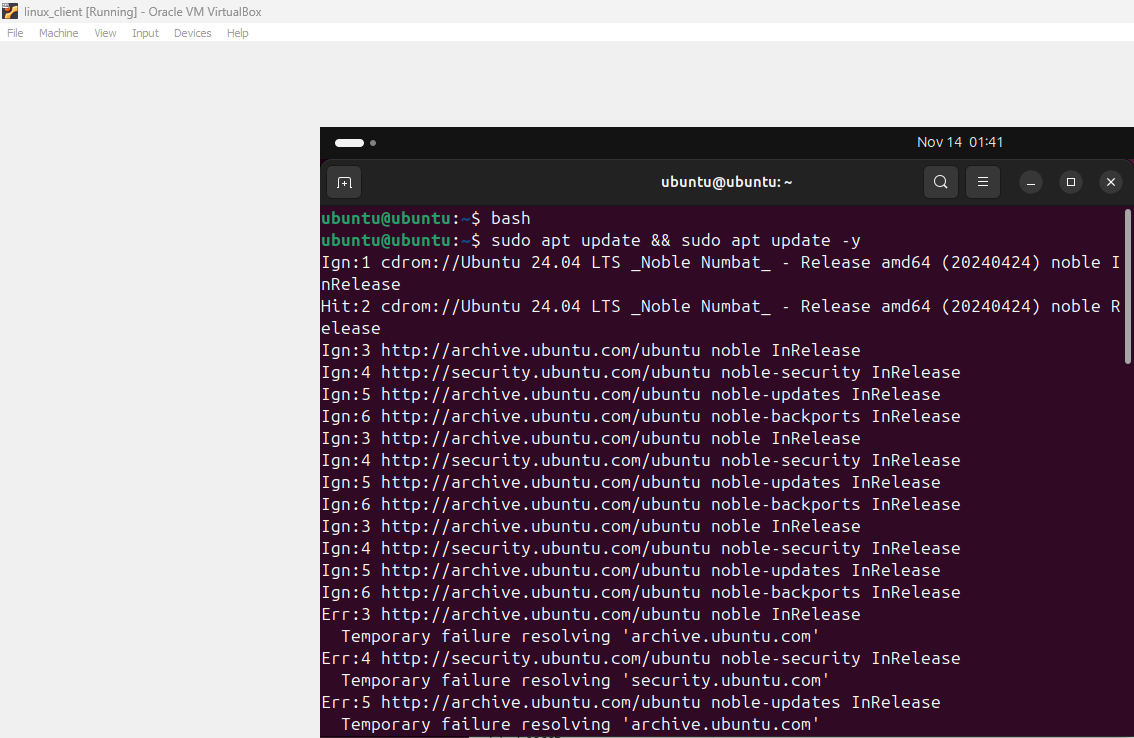 linux_client [Running] - Oracle VM VirtualBox
File Machine View Input Devices Help
Nov 14 01:41
ubuntu@ubuntu: ~
ubuntu@ubuntu:~$ bash
ubuntu@ubuntu:~$ sudo apt update && sudo apt update -y
Ign:1 cdrom://Ubuntu 24.04 LTS _Noble Numbat_ - Release amd64 (20240424) noble I
nRelease
Hit:2 cdrom://Ubuntu 24.04 LTS _Noble Numbat_ - Release amd64 (20240424) noble R
elease
Ign:3 http://archive.ubuntu.com/ubuntu noble InRelease
Ign:4 http://security.ubuntu.com/ubuntu noble-security InRelease
Ign:5 http://archive.ubuntu.com/ubuntu noble-updates InRelease
Ign:6 http://archive.ubuntu.com/ubuntu noble-backports InRelease
Ign:3 http://archive.ubuntu.com/ubuntu noble InRelease
Ign:4 http://security.ubuntu.com/ubuntu noble-security InRelease
Ign:5 http://archive.ubuntu.com/ubuntu noble-updates InRelease
Ign:6 http://archive.ubuntu.com/ubuntu noble-backports InRelease
Ign:3 http://archive.ubuntu.com/ubuntu noble InRelease
Ign:4 http://security.ubuntu.com/ubuntu noble-security InRelease
Ign:5 http://archive.ubuntu.com/ubuntu noble-updates InRelease
Ign:6 http://archive.ubuntu.com/ubuntu noble-backports InRelease
Err:3 http://archive.ubuntu.com/ubuntu noble InRelease
  Temporary failure resolving 'archive.ubuntu.com'
Err:4 http://security.ubuntu.com/ubuntu noble-security InRelease
  Temporary failure resolving 'security.ubuntu.com'
Err:5 http://archive.ubuntu.com/ubuntu noble-updates InRelease
  Temporary failure resolving 'archive.ubuntu.com'